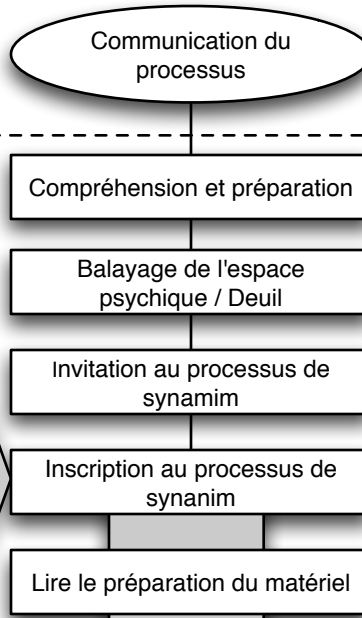 Communication du
processus
Compréhension et préparation
Balayage de l'espace
psychique / Deuil
Invitation au processus de
synamim
Inscription au processus de
synanim
Lire le préparation du matériel